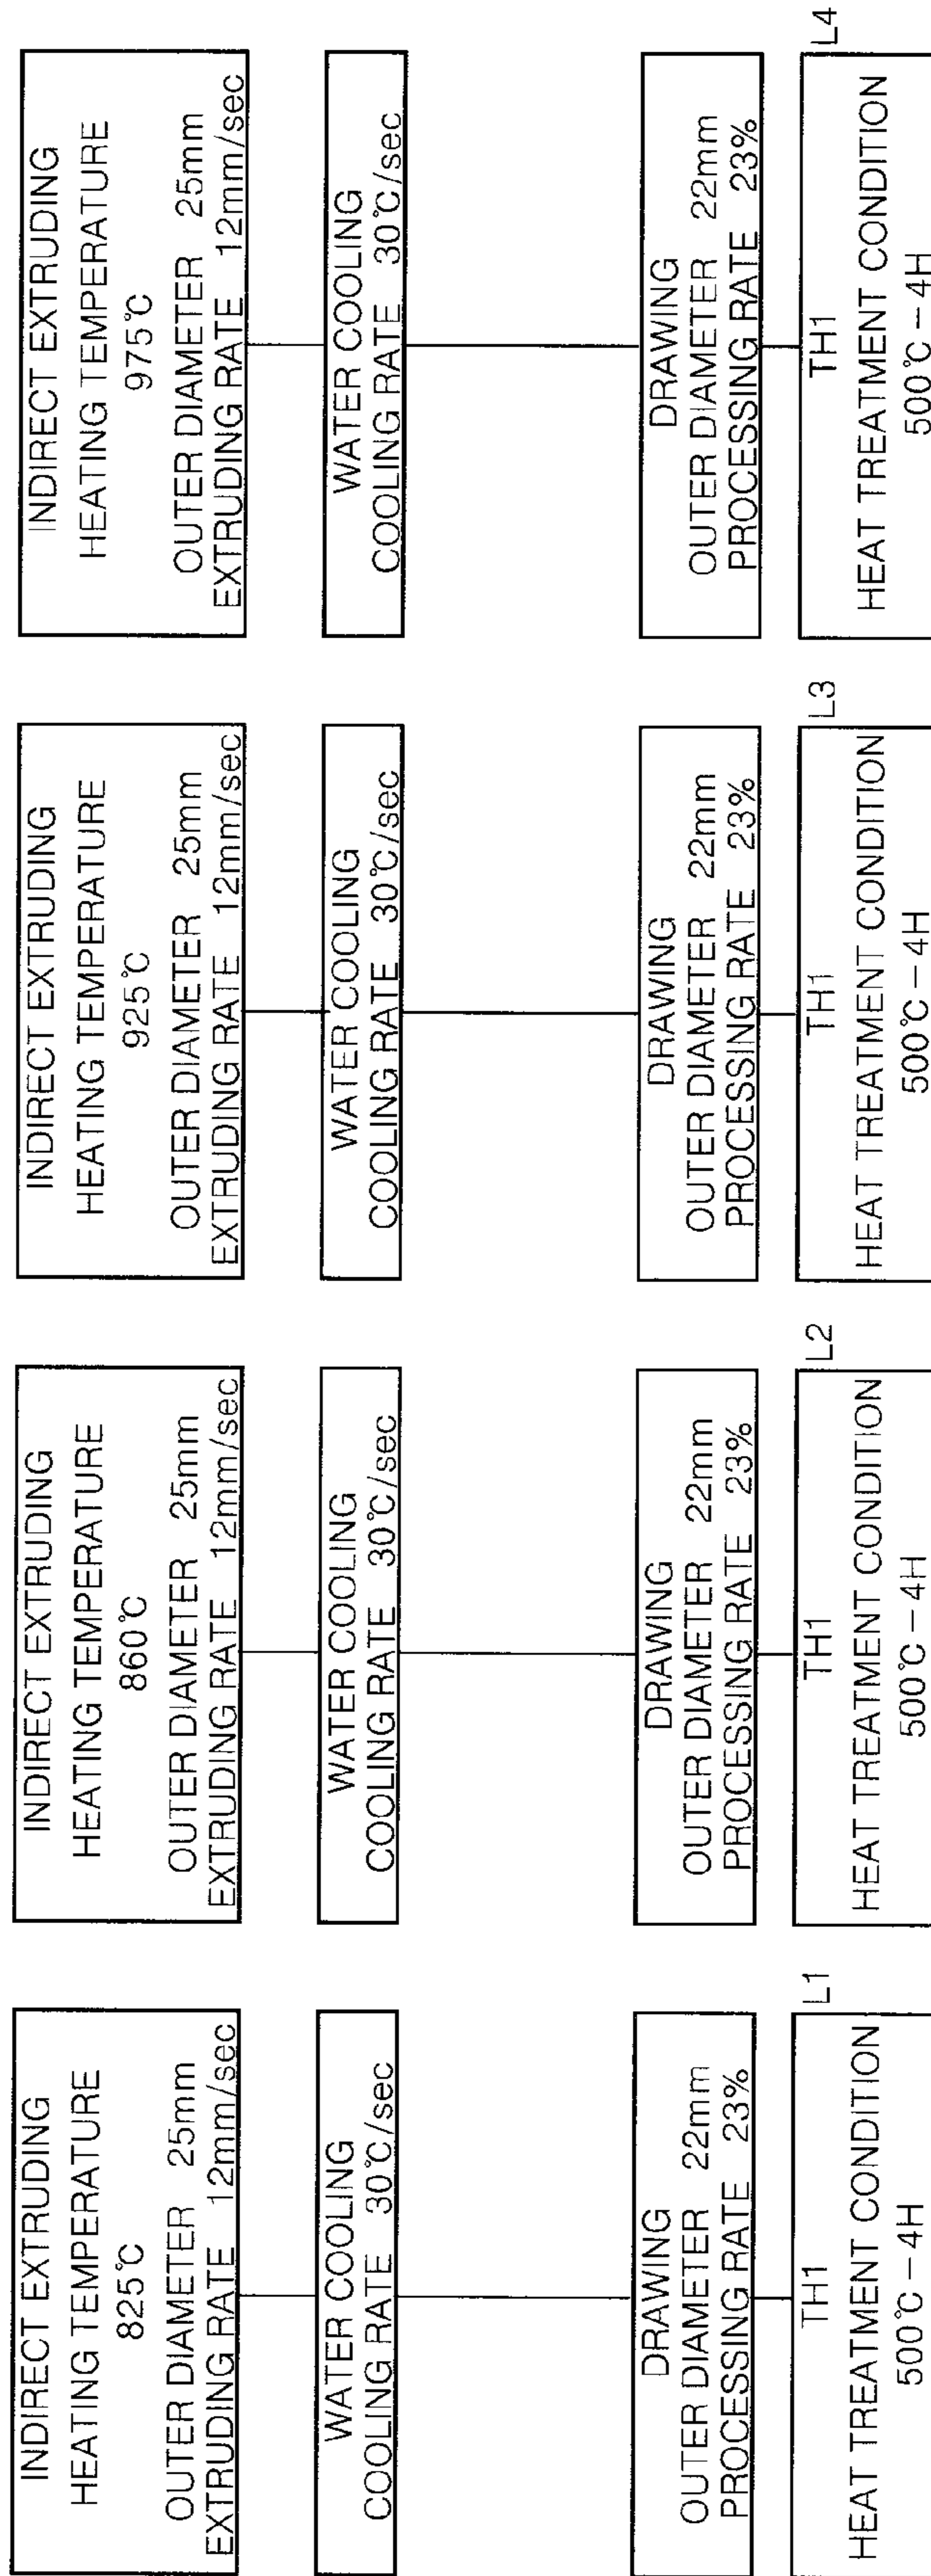 INDIRECT EXTRUDING
HEATING TEMPERATURE
825℃
OUTER DIAMETER 25mm
EXTRUDING RATE 12mm/sec
WATER COOLING
COOLING RATE 30℃/sec
DRAWING
OUTER DIAMETER 22mm
PROCESSING RATE 23%
L1
TH1
HEAT TREATMENT CONDITION
500℃-4H
INDIRECT EXTRUDING
HEATING TEMPERATURE
860℃
OUTER DIAMETER 25mm
EXTRUDING RATE 12mm/sec
WATER COOLING
COOLING RATE 30℃/sec
DRAWING
OUTER DIAMETER 22mm
PROCESSING RATE 23%
L2
TH1
HEAT TREATMENT CONDITION
500℃-4H
INDIRECT EXTRUDING
HEATING TEMPERATURE
925℃
OUTER DIAMETER 25mm
EXTRUDING RATE 12mm/sec
WATER COOLING
COOLING RATE 30℃/sec
DRAWING
OUTER DIAMETER 22mm
PROCESSING RATE 23%
L3
TH1
HEAT TREATMENT CONDITION
500℃-4H
INDIRECT EXTRUDING
HEATING TEMPERATURE
975℃
OUTER DIAMETER 25mm
EXTRUDING RATE 12mm/sec
WATER COOLING
COOLING RATE 30℃/sec
DRAWING
OUTER DIAMETER 22mm
PROCESSING RATE 23%
L4
TH1
HEAT TREATMENT CONDITION
500℃-4H